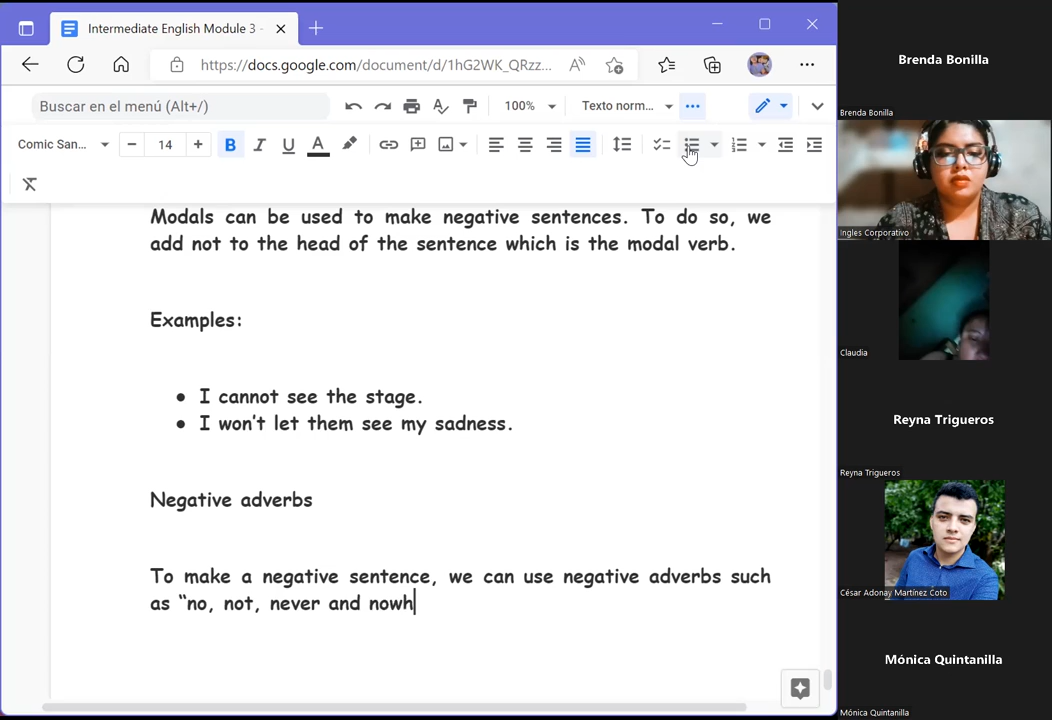 Intermediate English Module 3 -
https://docs.google.com/document/d/1hG2WK_QRzz...
Buscar en el menú (Alt+/)
100%
Texto norm...
Comic San...
14
B
I
U
A
Modals can be used to make negative sentences. To do so, we
add not to the head of the sentence which is the modal verb.
Examples:
● I cannot see the stage.
● I won't let them see my sadness.
Negative adverbs
To make a negative sentence, we can use negative adverbs such
as “no, not, never and nowh
Brenda Bonilla
Brenda Bonilla
Ingles Corporativo
Claudia
Reyna Trigueros
Reyna Trigueros
César Adonay Martínez Coto
Mónica Quintanilla
Mónica Quintanilla